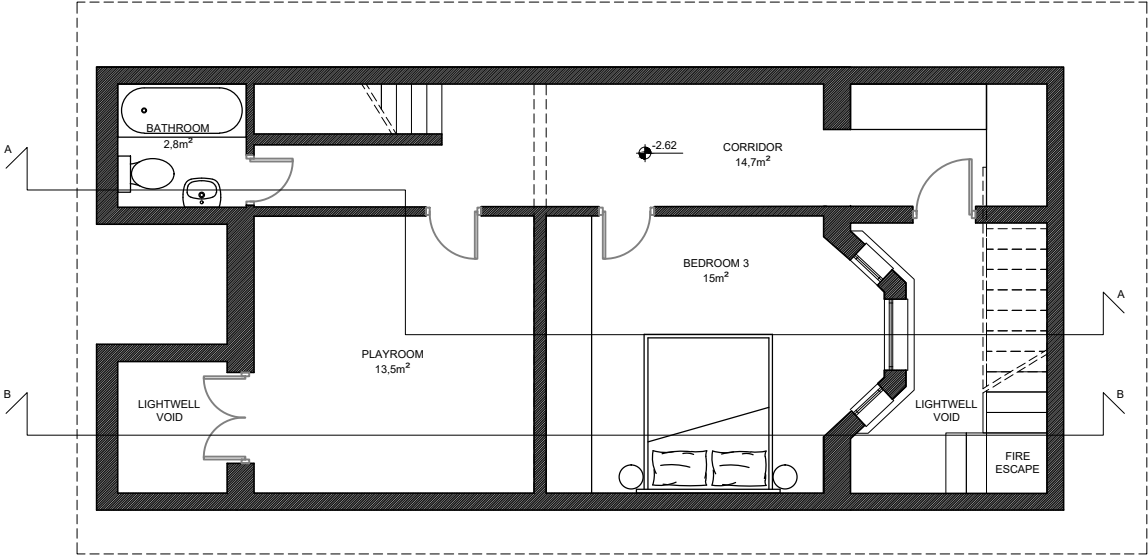 BATHROOM
2,8m²
A
-2.62
CORRIDOR
14,7m²
BEDROOM 3
15m²
A
PLAYROOM
13,5m²
B
LIGHTWELL
VOID
LIGHTWELL
VOID
B
FIRE
ESCAPE